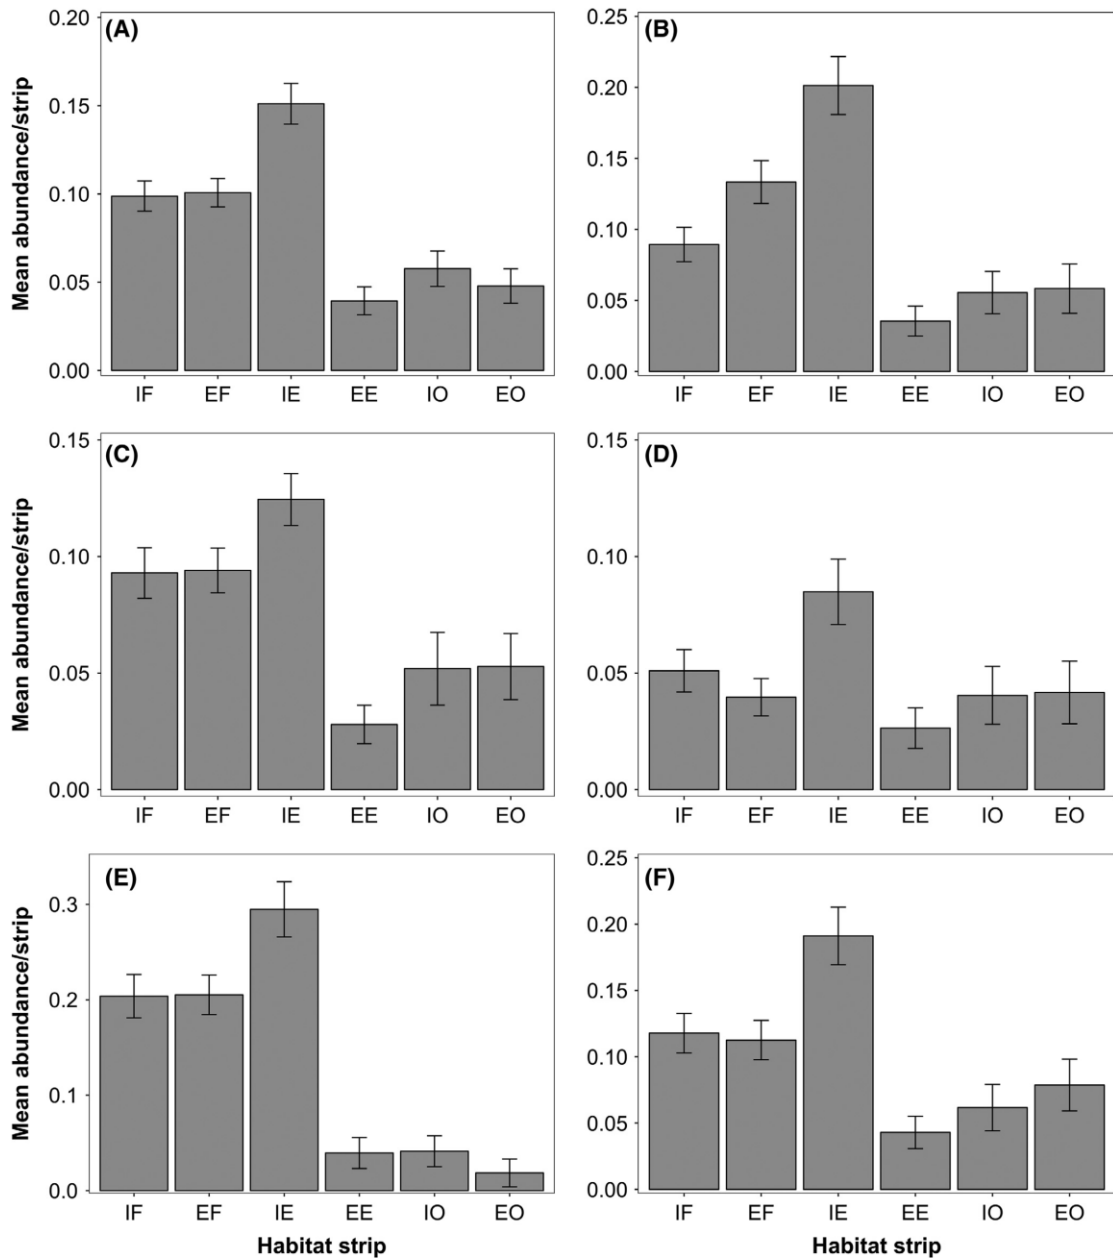 (A)
Mean abundance/strip
0.20
0.15
0.10
0.05
0.00
IF EF IE EE IO EO
(B)
0.25
0.20
0.15
0.10
0.05
0.00
IF EF IE EE IO EO
(C)
Mean abundance/strip
0.15
0.10
0.05
0.00
IF EF IE EE IO EO
(D)
0.15
0.10
0.05
0.00
IF EF IE EE IO EO
(E)
Mean abundance/strip
0.3
0.2
0.1
0.0
IF EF IE EE IO EO
Habitat strip
(F)
0.25
0.20
0.15
0.10
0.05
0.00
IF EF IE EE IO EO
Habitat strip